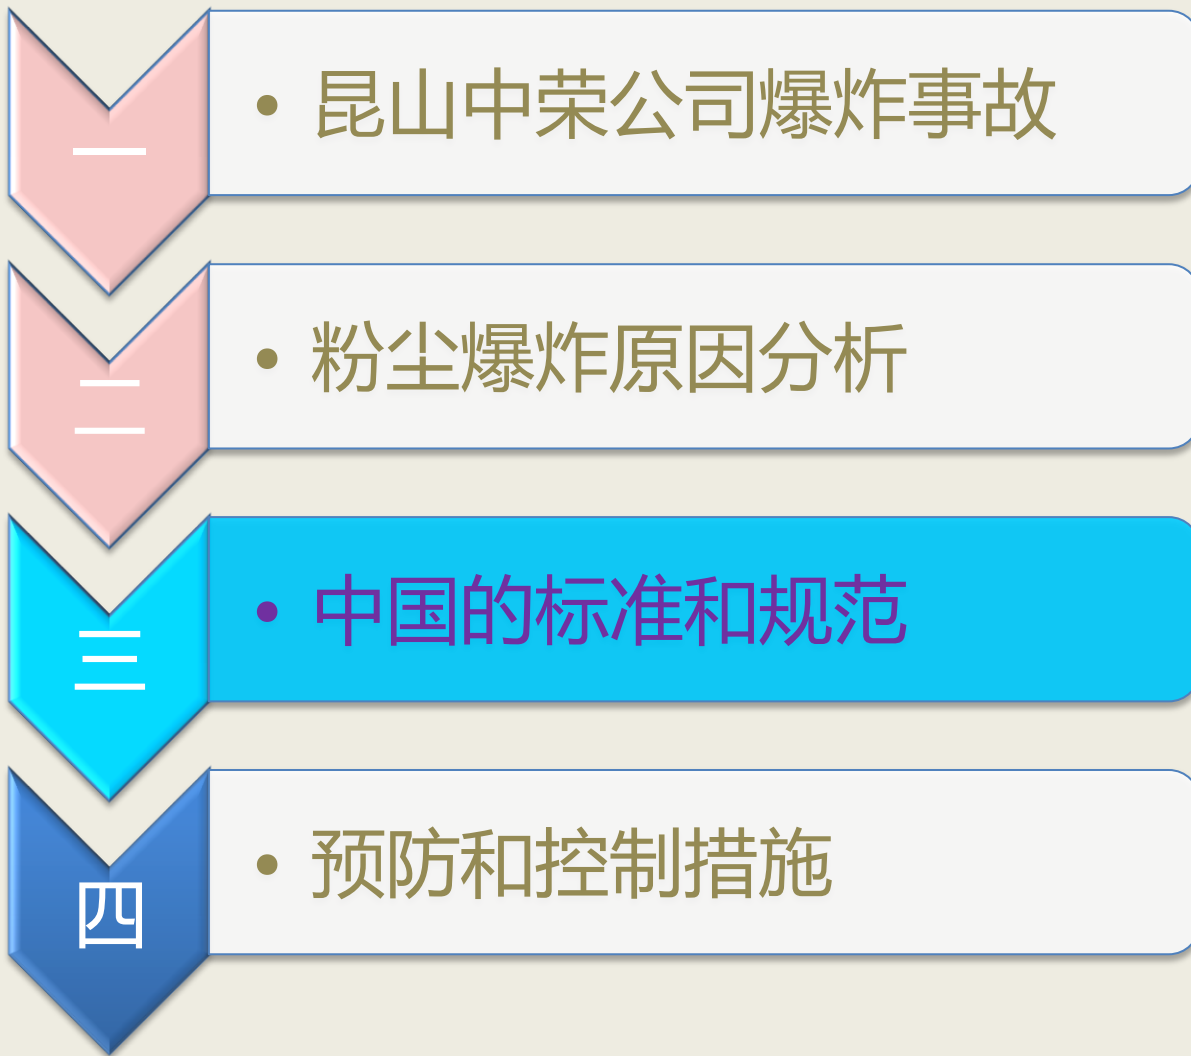 一
• 昆山中荣公司爆炸事故
二
• 粉尘爆炸原因分析
三
• 中国的标准和规范
四
• 预防和控制措施